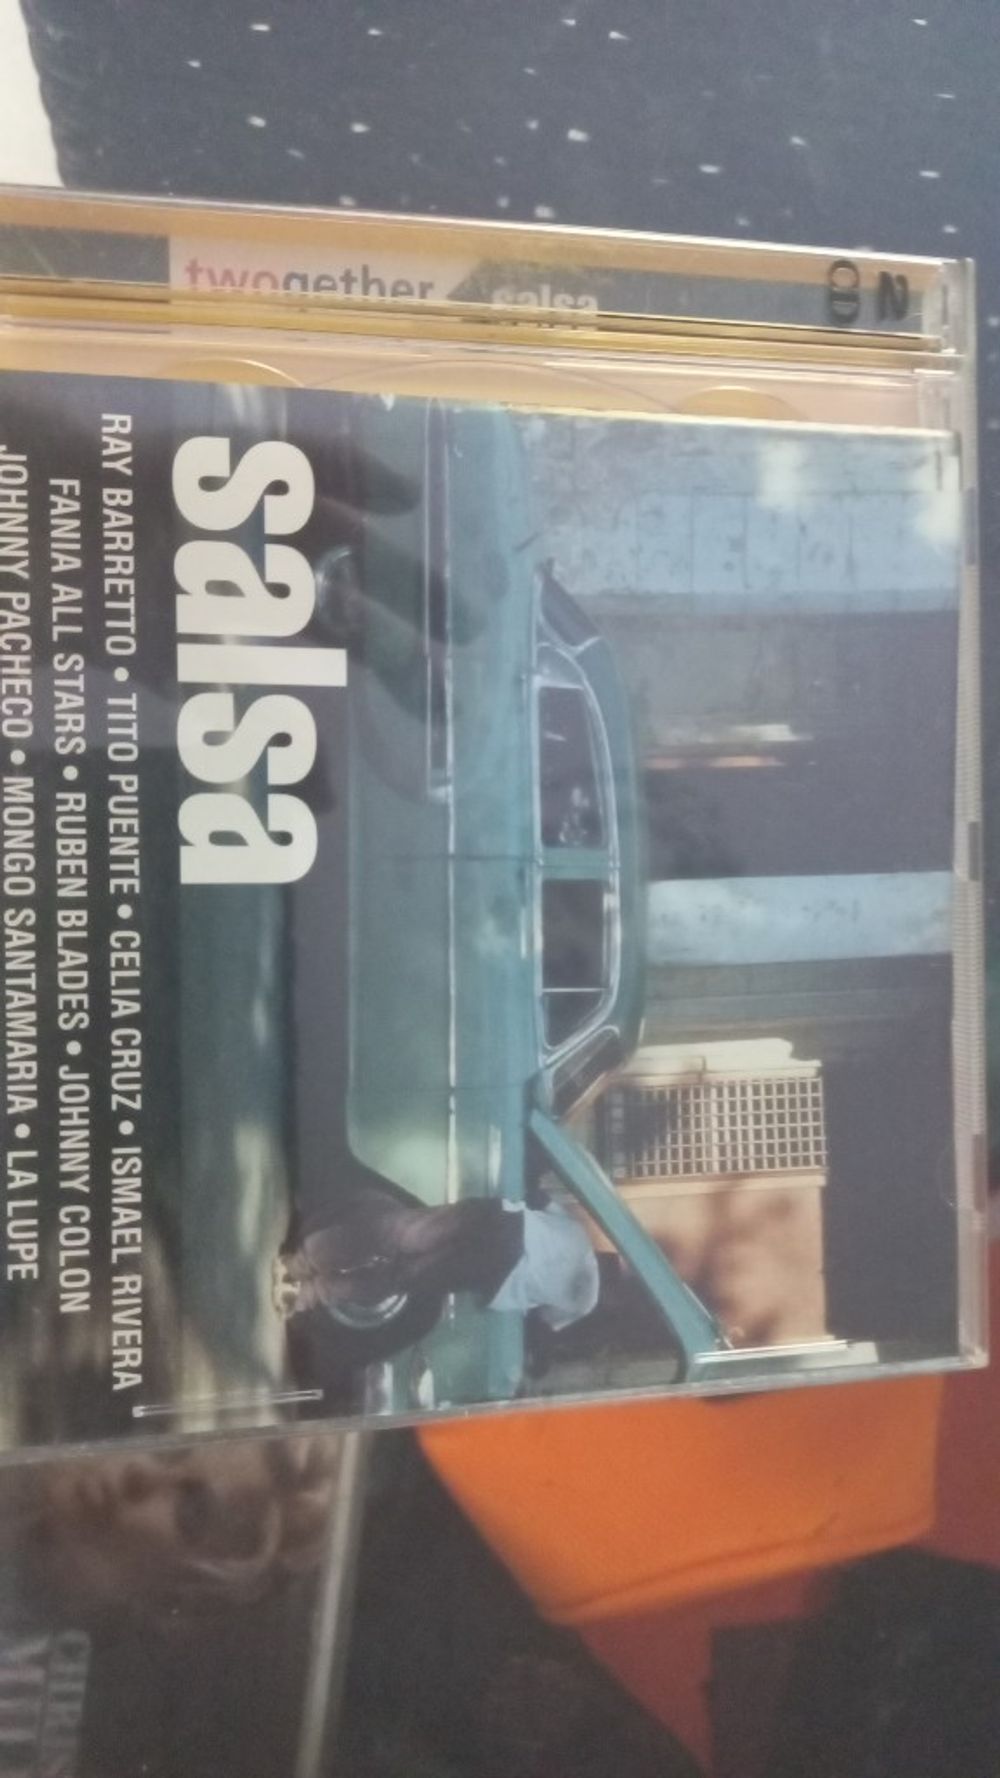 2
CD
twogether
salsa
salsa
RAY BARRETTO • TITO PUENTE • CELIA CRUZ • ISMAEL RIVERA
FANIA ALL STARS • RUBEN BLADES • JOHNNY COLON
JOHNNY PACHECO • MONGO SANTAMARIA • LA LUPE